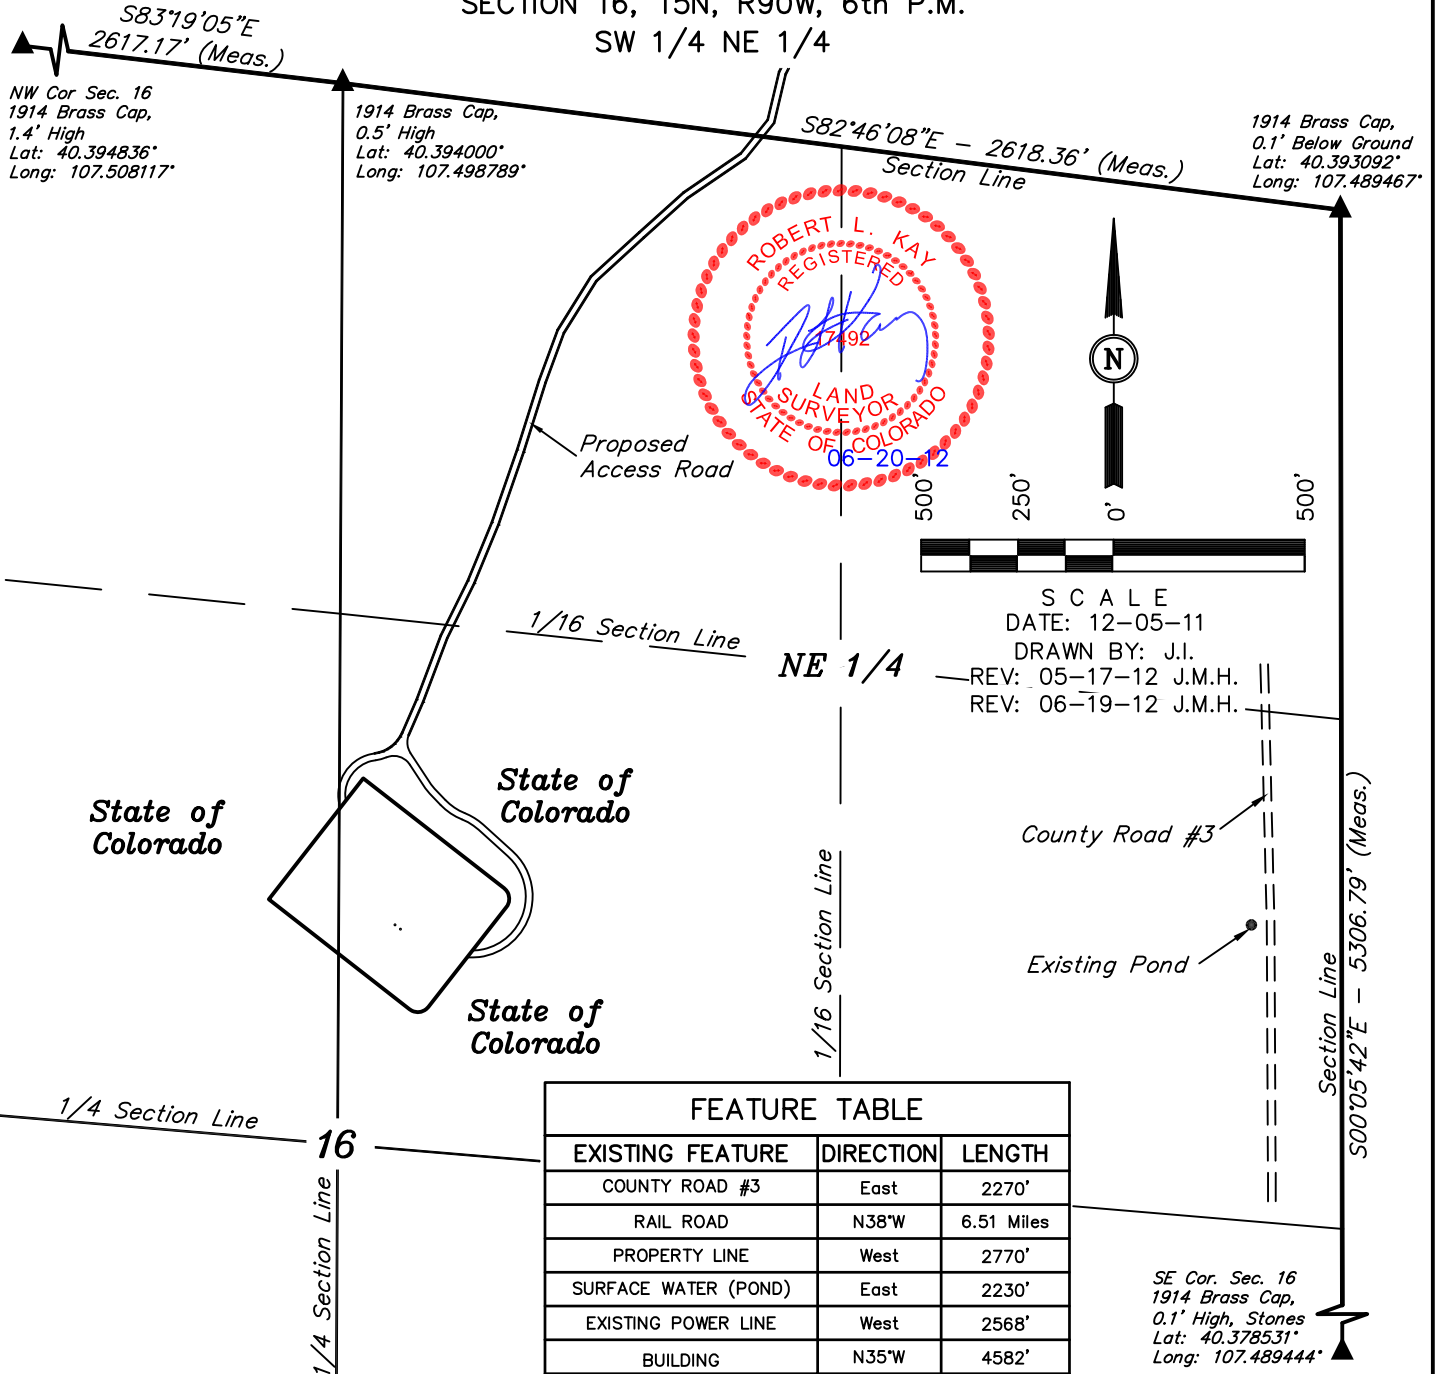 SECTION 16, T5N, R90W, 6th P.M.
SW 1/4 NE 1/4
S83°19'05"E
2617.17' (Meas.)
NW Cor Sec. 16
1914 Brass Cap,
1.4' High
Lat: 40.394836°
Long: 107.508117°
1914 Brass Cap,
0.5' High
Lat: 40.394000°
Long: 107.498789°
S82°46'08"E - 2618.36' (Meas.)
Section Line
1914 Brass Cap,
0.1' Below Ground
Lat: 40.393092°
Long: 107.489467°
ROBERT L. KAY
REGISTERED
17492
LAND
SURVEYOR
STATE OF COLORADO
06-20-12
N
Proposed
Access Road
500'
250'
0'
500'
SCALE
DATE: 12-05-11
DRAWN BY: J.I.
REV: 05-17-12 J.M.H.
REV: 06-19-12 J.M.H.
1/16 Section Line
NE 1/4
State of
Colorado
State of
Colorado
State of
Colorado
County Road #3
Existing Pond
1/16 Section Line
Section Line
S00°05'42"E - 5306.79' (Meas.)
1/4 Section Line
16
1/4 Section Line
FEATURE TABLE
EXISTING FEATURE DIRECTION LENGTH
COUNTY ROAD #3 East 2270'
RAIL ROAD N38°W 6.51 Miles
PROPERTY LINE West 2770'
SURFACE WATER (POND) East 2230'
EXISTING POWER LINE West 2568'
BUILDING N35°W 4582'
SE Cor. Sec. 16
1914 Brass Cap,
0.1' High, Stones
Lat: 40.378531°
Long: 107.489444°